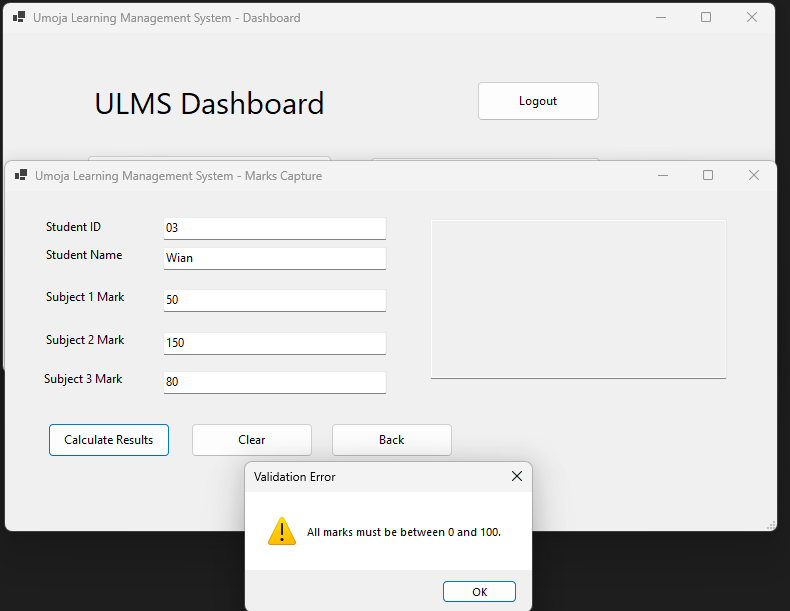 Umoja Learning Management System - Dashboard
ULMS Dashboard
Logout
Umoja Learning Management System - Marks Capture
Student ID
03
Student Name
Wian
Subject 1 Mark
50
Subject 2 Mark
150
Subject 3 Mark
80
Calculate Results
Clear
Back
Validation Error
All marks must be between 0 and 100.
OK